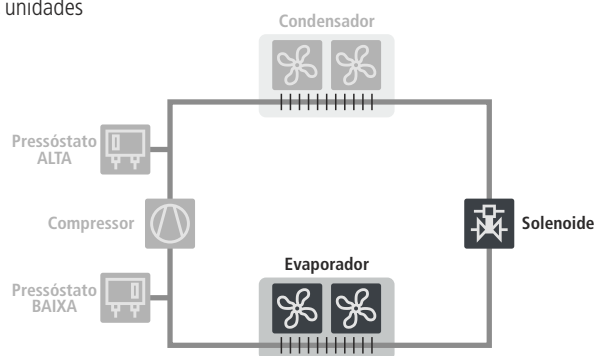 unidades
Condensador
Pressóstato
ALTA
Compressor
Solenoide
Evaporador
Pressóstato
BAIXA